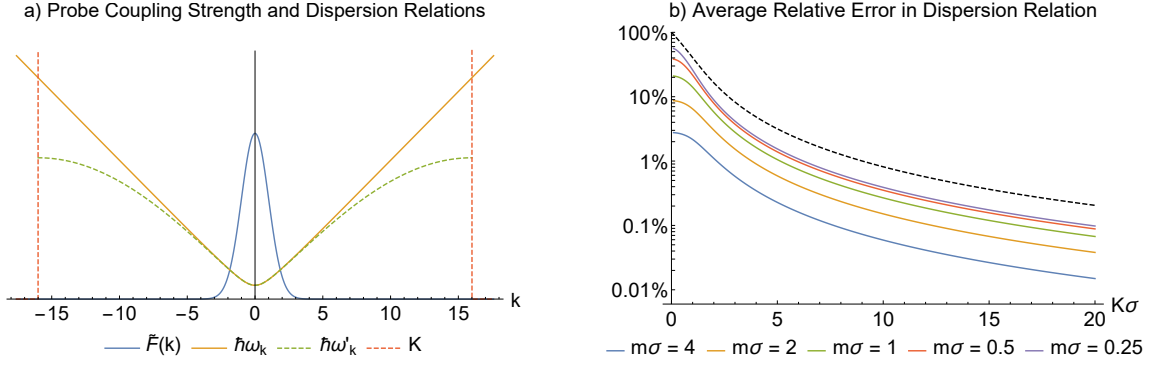 a) Probe Coupling Strength and Dispersion Relations
−15 −10 −5 0 5 10 15 k
F̃(k) ℏωₖ ℏω'ₖ K
b) Average Relative Error in Dispersion Relation
100%
10%
1%
0.1%
0.01%
0 5 10 15 20 Kσ
mσ = 4 mσ = 2 mσ = 1 mσ = 0.5 mσ = 0.25